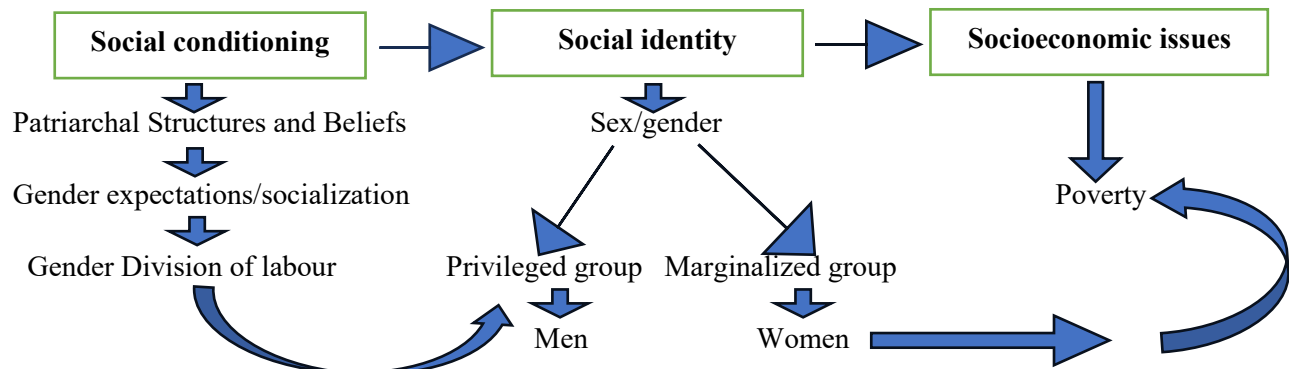 Social conditioning
Social identity
Socioeconomic issues
Patriarchal Structures and Beliefs
Sex/gender
Gender expectations/socialization
Poverty
Gender Division of labour
Privileged group
Marginalized group
Men
Women